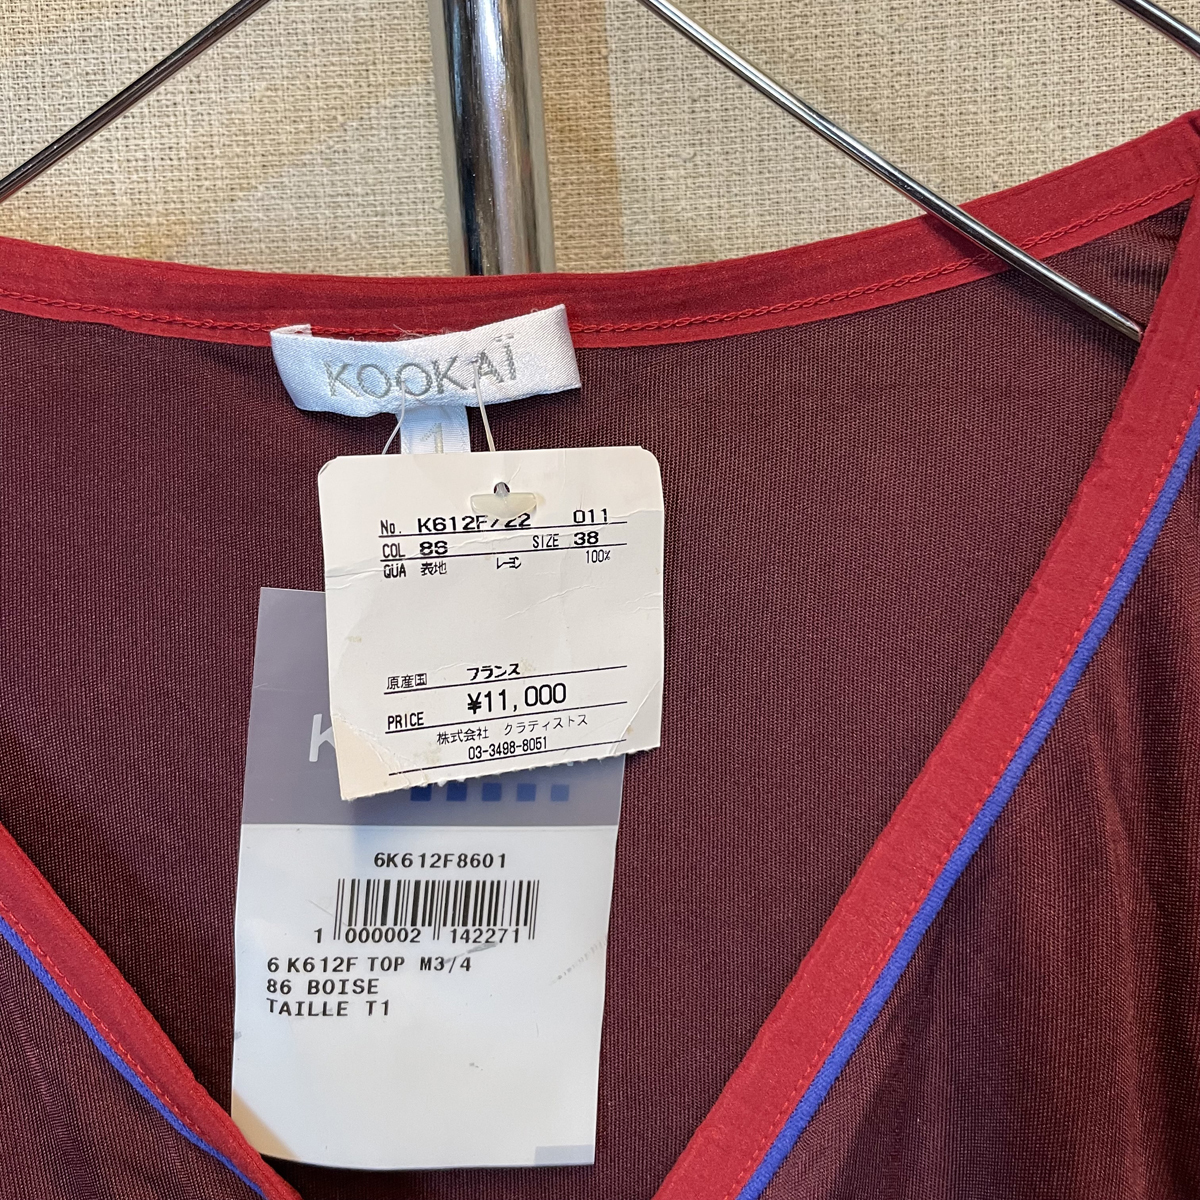 KOOKAÏ
1
No. K612F/22 011
COL 86 SIZE 38
QUA 表地 レーヨン 100%
原産国 フランス
PRICE ¥11,000
株式会社 クラティストス
03-3498-8051
K
6K612F8601
1 000002 142271
6 K612F TOP M3/4
86 BOISE
TAILLE T1